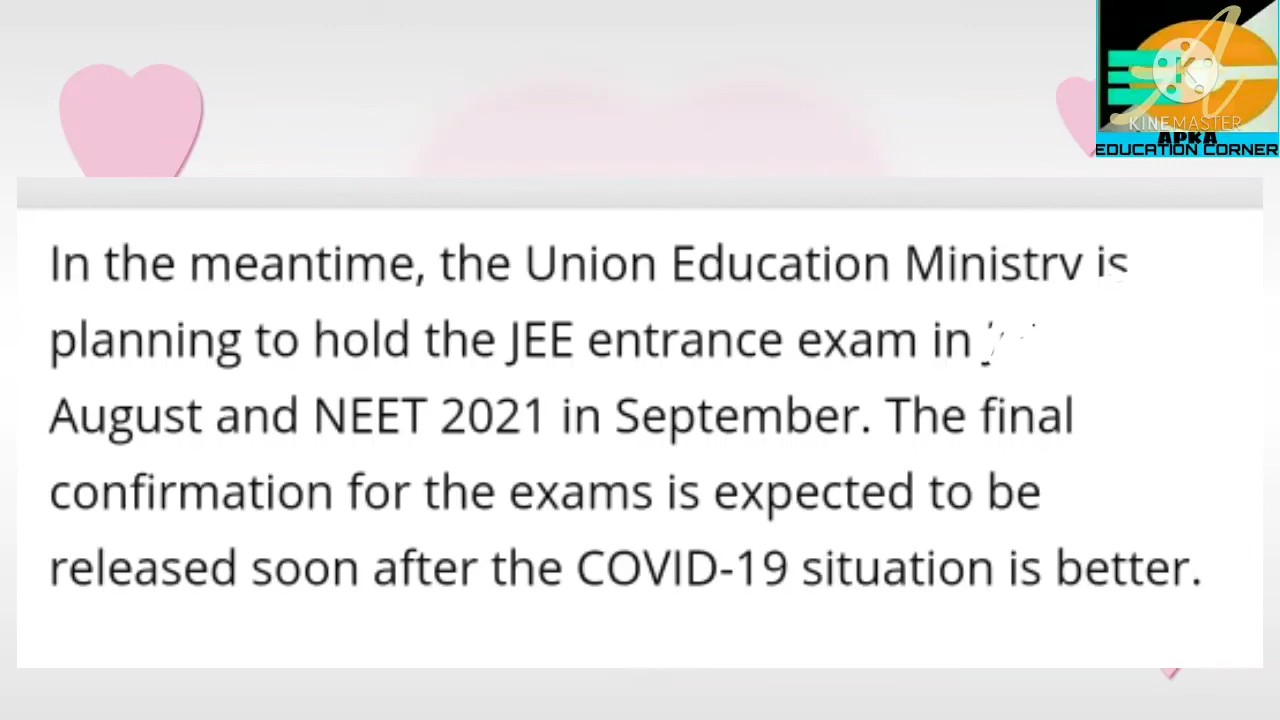 KINEMASTER
APKA
EDUCATION CORNER
In the meantime, the Union Education Ministry is
planning to hold the JEE entrance exam in
August and NEET 2021 in September. The final
confirmation for the exams is expected to be
released soon after the COVID-19 situation is better.